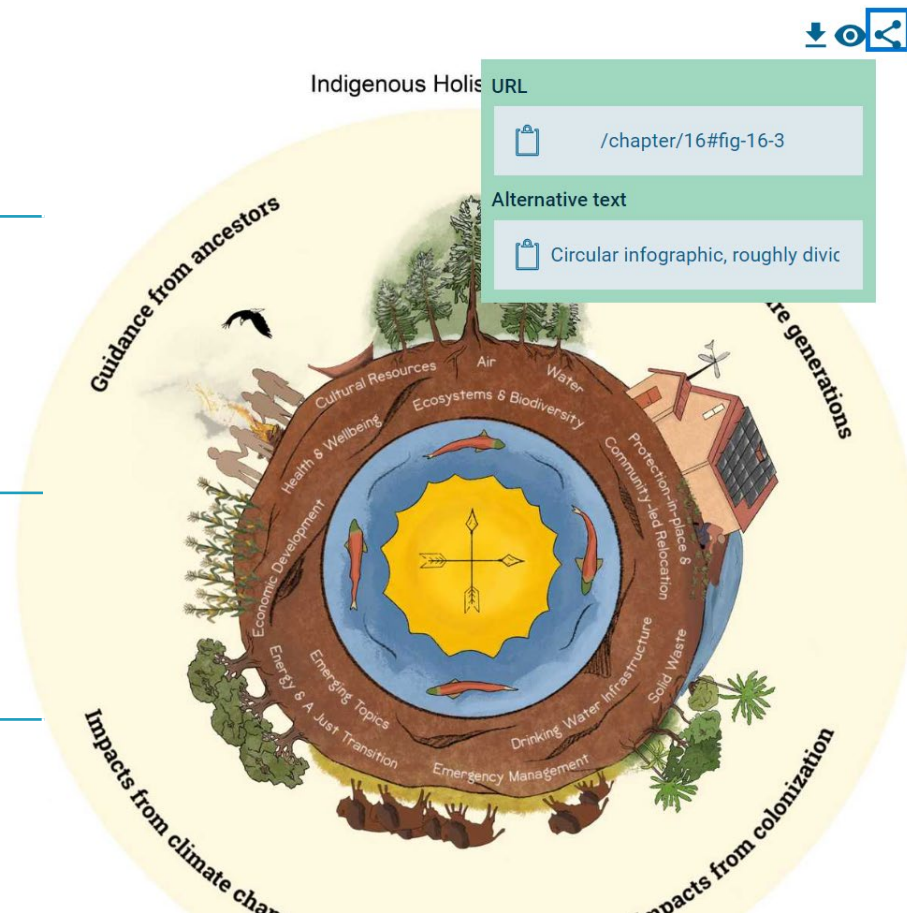 Indigenous Holis
URL
/chapter/16#fig-16-3
Alternative text
Circular infographic, roughly divic
Guidance from ancestors
re generations
Cultural Resources
Air
Water
Ecosystems & Biodiversity
Health & Wellbeing
Protection-in-place &
Community-led Relocation
Economic Development
Energy & A Just Transition
Emerging Topics
Drinking Water Infrastructure
Solid Waste
Emergency Management
Impacts from climate chan
mpacts from colonization